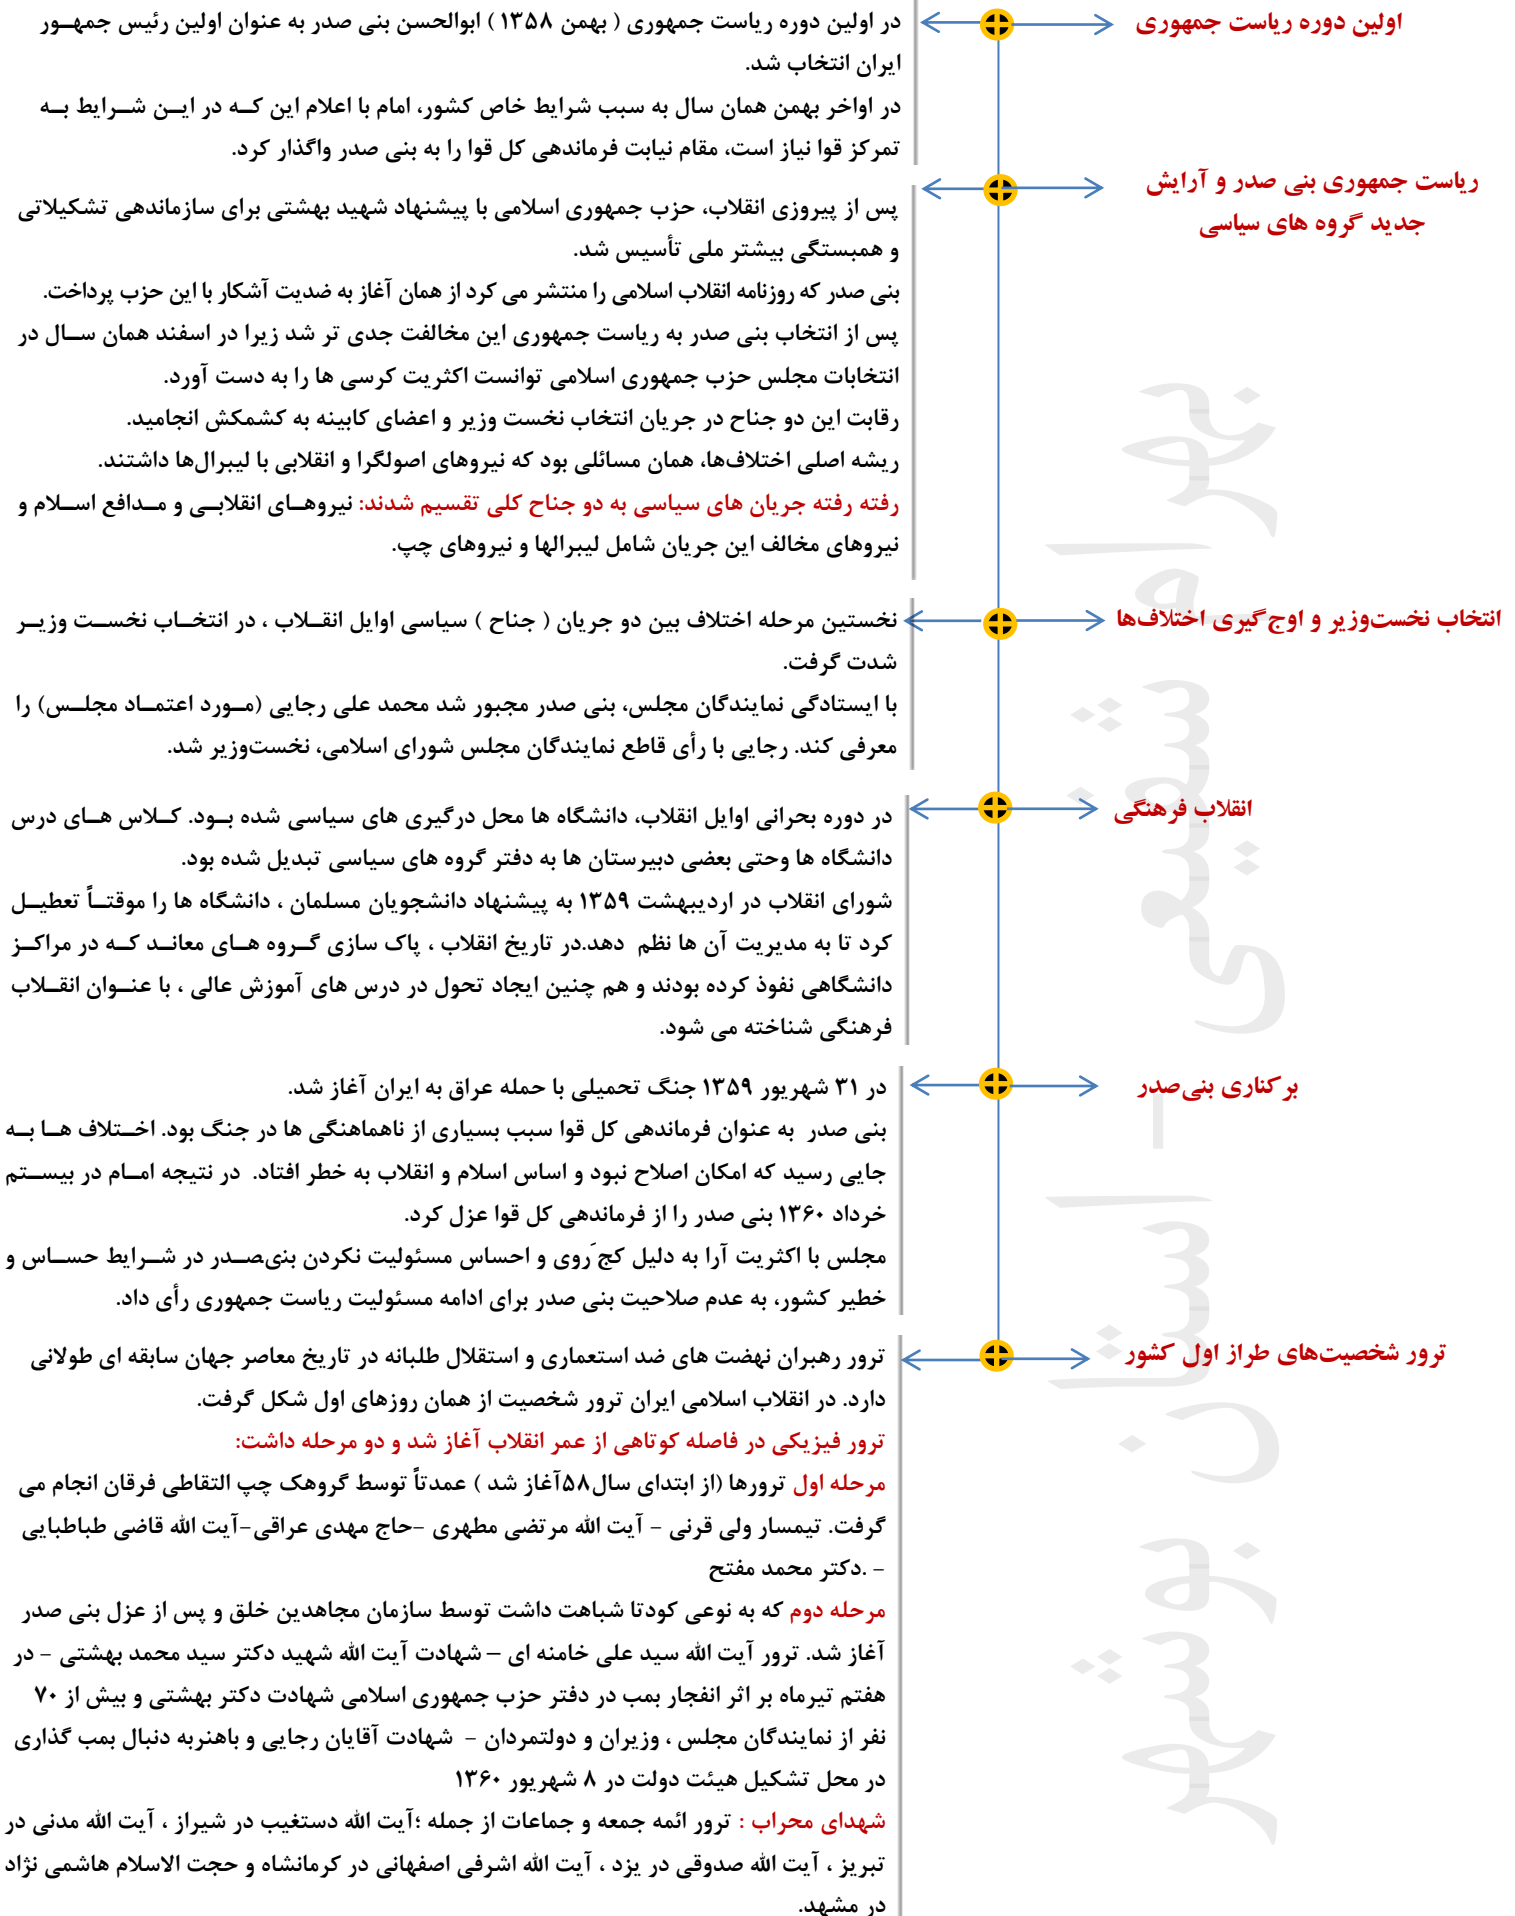 اولین دوره ریاست جمهوری
در اولین دوره ریاست جمهوری ( بهمن ۱۳۵۸ ) ابوالحسن بنی صدر به عنوان اولین رئیس جمهور
ایران انتخاب شد.
در اواخر بهمن همان سال به سبب شرایط خاص کشور، امام با اعلام این که در این شرایط به
تمرکز قوا نیاز است، مقام نیابت فرماندهی کل قوا را به بنی صدر واگذار کرد.
ریاست جمهوری بنی صدر و آرایش
جدید گروه های سیاسی
پس از پیروزی انقلاب، حزب جمهوری اسلامی با پیشنهاد شهید بهشتی برای سازماندهی تشکیلاتی
و همبستگی بیشتر ملی تأسیس شد.
بنی صدر که روزنامه انقلاب اسلامی را منتشر می کرد از همان آغاز به ضدیت آشکار با این حزب پرداخت.
پس از انتخاب بنی صدر به ریاست جمهوری این مخالفت جدی تر شد زیرا در اسفند همان سال در
انتخابات مجلس حزب جمهوری اسلامی توانست اکثریت کرسی ها را به دست آورد.
رقابت این دو جناح در جریان انتخاب نخست وزیر و اعضای کابینه به کشمکش انجامید.
ریشه اصلی اختلاف‌ها، همان مسائلی بود که نیروهای اصولگرا و انقلابی با لیبرال‌ها داشتند.
رفته رفته جریان های سیاسی به دو جناح کلی تقسیم شدند: نیروهای انقلابی و مدافع اسلام و
نیروهای مخالف این جریان شامل لیبرالها و نیروهای چپ.
انتخاب نخست‌وزیر و اوج گیری اختلاف‌ها
نخستین مرحله اختلاف بین دو جریان ( جناح ) سیاسی اوایل انقلاب ، در انتخاب نخست وزیر
شدت گرفت.
با ایستادگی نمایندگان مجلس، بنی صدر مجبور شد محمد علی رجایی (مورد اعتماد مجلس) را
معرفی کند. رجایی با رأی قاطع نمایندگان مجلس شورای اسلامی، نخست‌وزیر شد.
انقلاب فرهنگی
در دوره بحرانی اوایل انقلاب، دانشگاه ها محل درگیری های سیاسی شده بود. کلاس های درس
دانشگاه ها وحتی بعضی دبیرستان ها به دفتر گروه های سیاسی تبدیل شده بود.
شورای انقلاب در اردیبهشت ۱۳۵۹ به پیشنهاد دانشجویان مسلمان ، دانشگاه ها را موقتاً تعطیل
کرد تا به مدیریت آن ها نظم دهد.در تاریخ انقلاب ، پاک سازی گروه های معاند که در مراکز
دانشگاهی نفوذ کرده بودند و هم چنین ایجاد تحول در درس های آموزش عالی ، با عنوان انقلاب
فرهنگی شناخته می شود.
برکناری بنی‌صدر
در ۳۱ شهریور ۱۳۵۹ جنگ تحمیلی با حمله عراق به ایران آغاز شد.
بنی صدر به عنوان فرماندهی کل قوا سبب بسیاری از ناهماهنگی ها در جنگ بود. اختلاف ها به
جایی رسید که امکان اصلاح نبود و اساس اسلام و انقلاب به خطر افتاد. در نتیجه امام در بیستم
خرداد ۱۳۶۰ بنی صدر را از فرماندهی کل قوا عزل کرد.
مجلس با اکثریت آرا به دلیل کج َروی و احساس مسئولیت نکردن بنی‌صدر در شرایط حساس و
خطیر کشور، به عدم صلاحیت بنی صدر برای ادامه مسئولیت ریاست جمهوری رأی داد.
ترور شخصیت‌های طراز اول کشور
ترور رهبران نهضت های ضد استعماری و استقلال طلبانه در تاریخ معاصر جهان سابقه ای طولانی
دارد. در انقلاب اسلامی ایران ترور شخصیت از همان روزهای اول شکل گرفت.
ترور فیزیکی در فاصله کوتاهی از عمر انقلاب آغاز شد و دو مرحله داشت:
مرحله اول ترورها (از ابتدای سال۵۸آغاز شد ) عمدتاً توسط گروهک چپ التقاطی فرقان انجام می
گرفت. تیمسار ولی قرنی - آیت الله مرتضی مطهری -حاج مهدی عراقی-آیت الله قاضی طباطبایی
- .دکتر محمد مفتح
مرحله دوم که به نوعی کودتا شباهت داشت توسط سازمان مجاهدین خلق و پس از عزل بنی صدر
آغاز شد. ترور آیت الله سید علی خامنه ای – شهادت آیت الله شهید دکتر سید محمد بهشتی - در
هفتم تیرماه بر اثر انفجار بمب در دفتر حزب جمهوری اسلامی شهادت دکتر بهشتی و بیش از ۷۰
نفر از نمایندگان مجلس ، وزیران و دولتمردان - شهادت آقایان رجایی و باهنربه دنبال بمب گذاری
در محل تشکیل هیئت دولت در ۸ شهریور ۱۳۶۰
شهدای محراب : ترور ائمه جمعه و جماعات از جمله ؛آیت الله دستغیب در شیراز ، آیت الله مدنی در
تبریز ، آیت الله صدوقی در یزد ، آیت الله اشرفی اصفهانی در کرمانشاه و حجت الاسلام هاشمی نژاد
در مشهد.
بهرام شفیعی - استان بوشهر